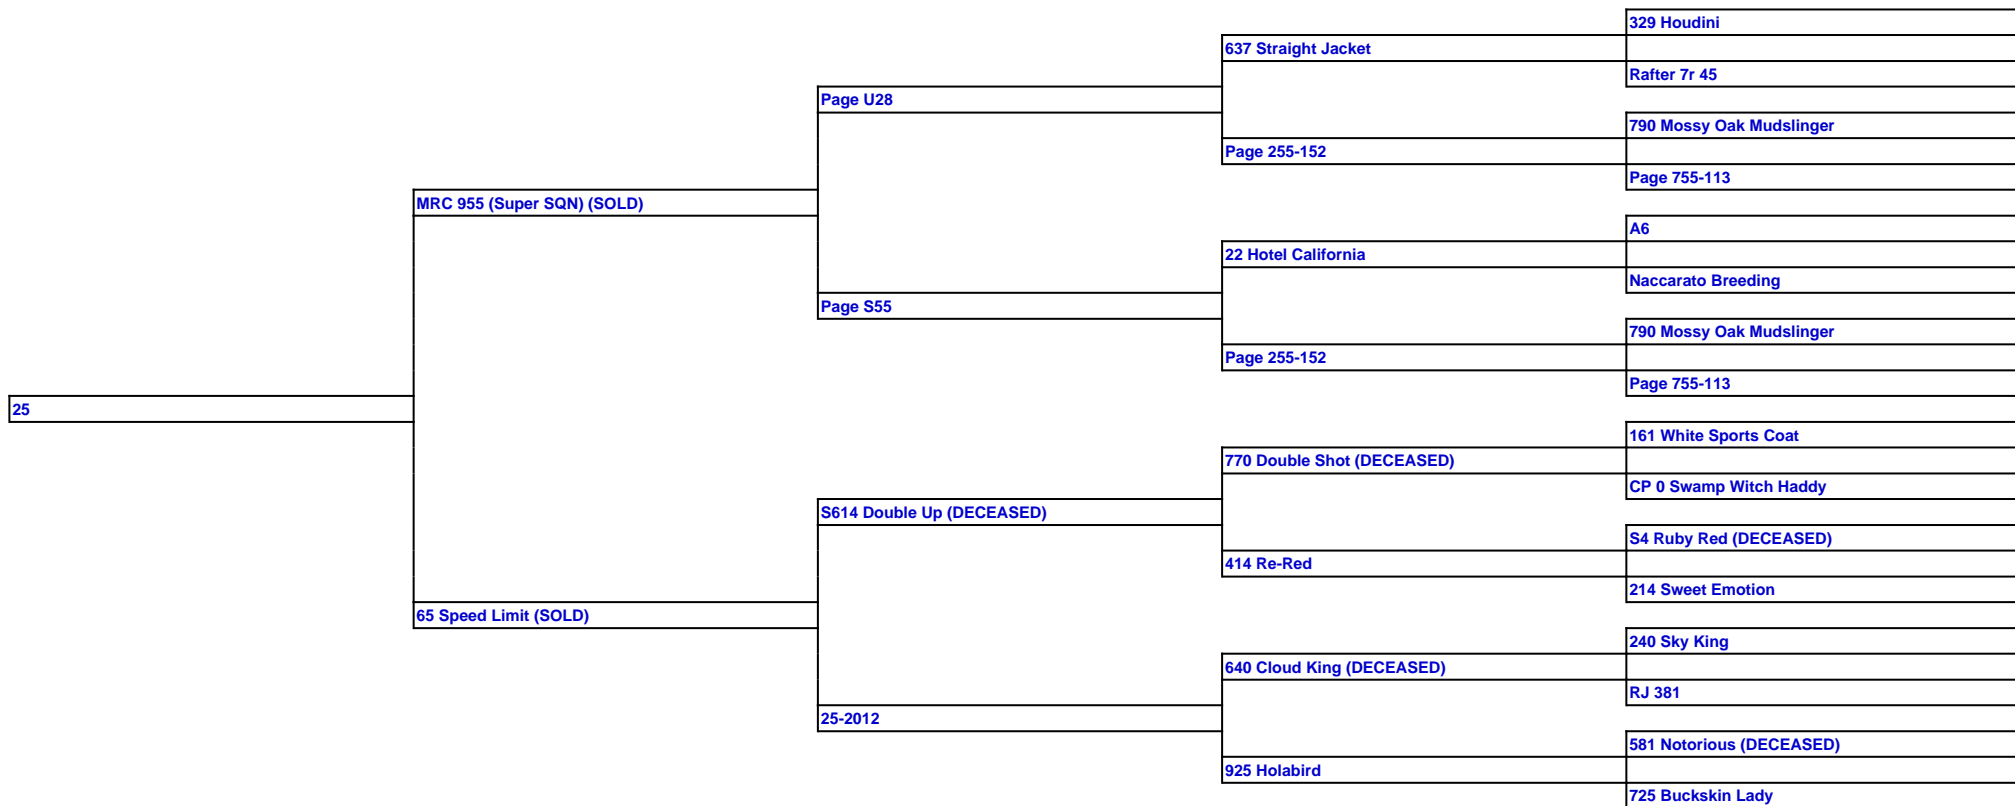 329 Houdini
637 Straight Jacket
Rafter 7r 45
Page U28
790 Mossy Oak Mudslinger
Page 255-152
Page 755-113
MRC 955 (Super SQN) (SOLD)
A6
22 Hotel California
Naccarato Breeding
Page S55
790 Mossy Oak Mudslinger
Page 255-152
Page 755-113
25
161 White Sports Coat
770 Double Shot (DECEASED)
CP 0 Swamp Witch Haddy
S614 Double Up (DECEASED)
S4 Ruby Red (DECEASED)
414 Re-Red
214 Sweet Emotion
65 Speed Limit (SOLD)
240 Sky King
640 Cloud King (DECEASED)
RJ 381
25-2012
581 Notorious (DECEASED)
925 Holabird
725 Buckskin Lady